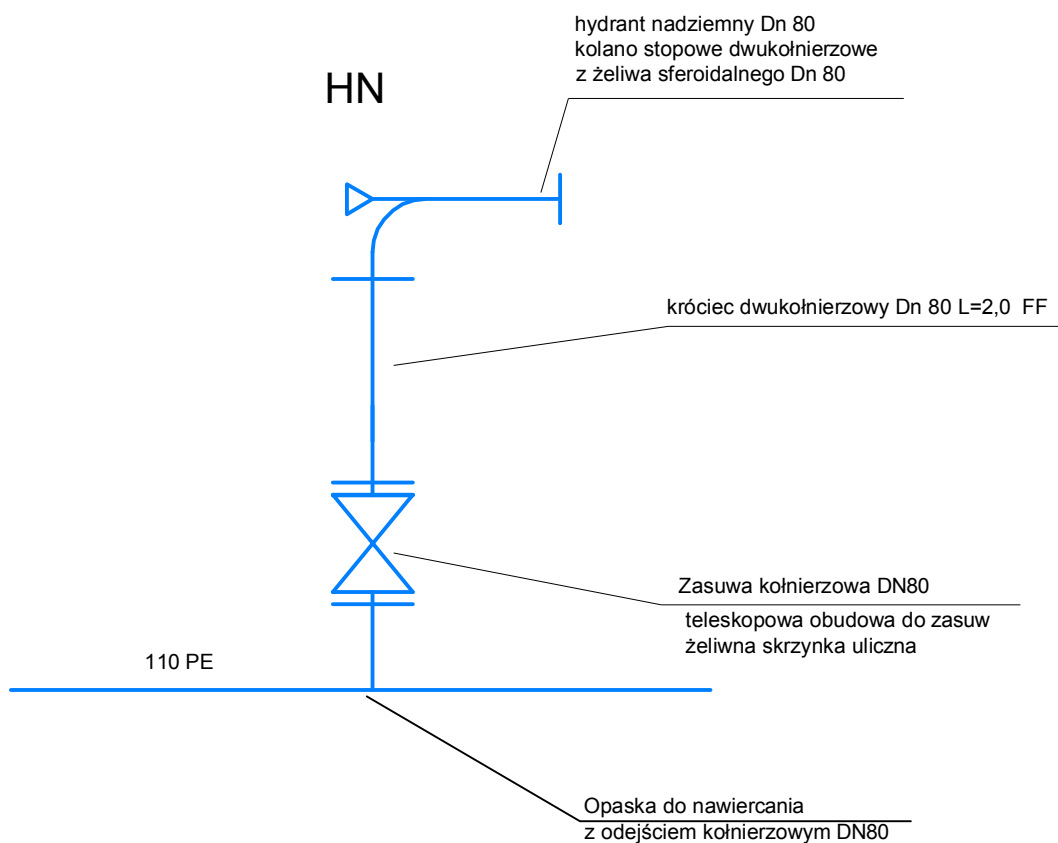 hydrant nadziemny Dn 80
kolano stopowe dwukołnierzowe
z żeliwa sferoidalnego Dn 80
HN
króciec dwukołnierzowy Dn 80 L=2,0 FF
Zasuwa kołnierzowa DN80
teleskopowa obudowa do zasuw
żeliwna skrzynka uliczna
110 PE
Opaska do nawiercania
z odejściem kołnierzowym DN80